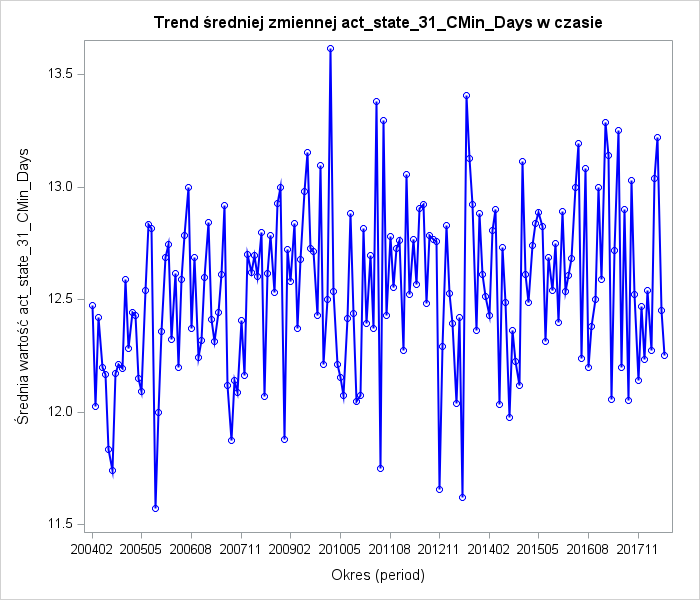 Trend średniej zmiennej act_state_31_CMin_Days w czasie
Średnia wartość act_state_31_CMin_Days
13.5
13.0
12.5
12.0
11.5
200402 200505 200608 200711 200902 201005 201108 201211 201402 201505 201608 201711
Okres (period)